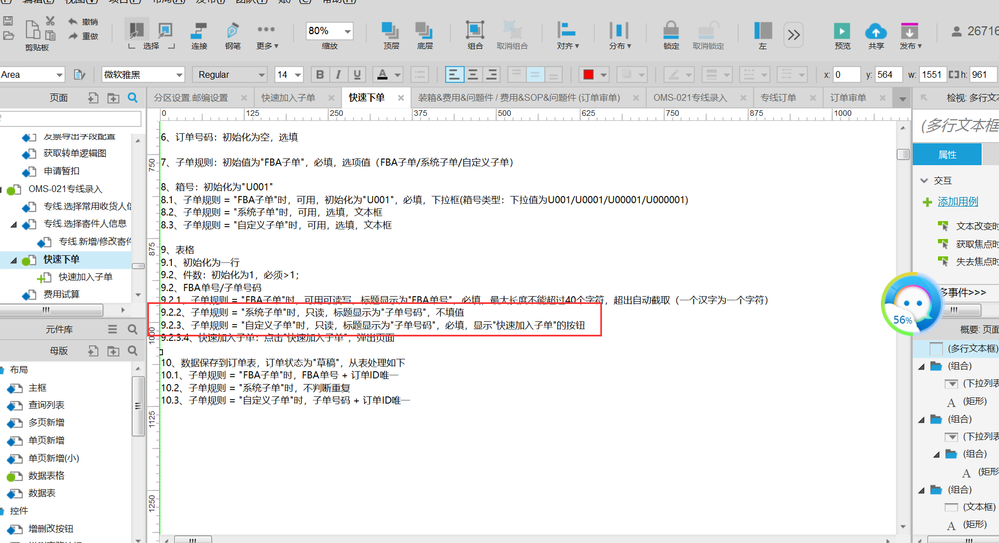 编辑(E) 视图(V) 项目(P) 布局(A) 发布(I) 团队(T) 帮助(H)
剪贴板
撤销
重做
选择
连接
钢笔
更多▼
80%
缩放
顶层
底层
组合
取消组合
对齐▼
分布▼
锁定
取消锁定
左
预览
共享
发布▼
26716
Area
微软雅黑
Regular
14
B I U A
x: 0 y: 564 w: 1551 h: 961
页面
发票导出字段配置
获取转单逻辑图
申请暂扣
OMS-021专线录入
专线.选择常用收货人信
专线.选择寄件人信息
专线.新增/修改寄件
快速下单
快速加入子单
费用试算
元件库
母版
布局
主框
查询列表
多页新增
单页新增
单页新增(小)
数据表格
数据表
控件
增删改按钮
分区设置.邮编设置
快速加入子单
快速下单
装箱&费用&问题件 / 费用&SOP&问题件 (订单审单)
OMS-021专线录入
专线订单
订单审单
0 125 250 375 500 625 750 875 1000
750
875
1000
1125
1250
6、订单号码：初始化为空，选填
7、子单规则：初始值为"FBA子单"，必填，选项值（FBA子单/系统子单/自定义子单）
8、箱号：初始化为"U001"
8.1、子单规则 = "FBA子单"时，可用，初始化为"U001"，必填，下拉框(箱号类型：下拉值为U001/U0001/U00001/U000001)
8.2、子单规则 = "系统子单"时，可用，选填，文本框
8.3、子单规则 = "自定义子单"时，可用，选填，文本框
9、表格
9.1、初始化为一行
9.2、件数：初始化为1，必须>1；
9.2、FBA单号/子单号码
9.2.1、子单规则 = "FBA子单"时，可用可读写，标题显示为"FBA单号"，必填，最大长度不能超过40个字符，超出自动截取（一个汉字为一个字符）
9.2.2、子单规则 = "系统子单"时，只读，标题显示为"子单号码"，不填值
9.2.3、子单规则 = "自定义子单"时，只读，标题显示为"子单号码"，必填，显示"快速加入子单"的按钮
9.2.3.4、快速加入子单：点击"快速加入子单"，弹出页面
10、数据保存到订单表，订单状态为"草稿"，从表处理如下
10.1、子单规则 = "FBA子单"时，FBA单号 + 订单ID唯一
10.2、子单规则 = "系统子单"时，不判断重复
10.3、子单规则 = "自定义子单"时，子单号码 + 订单ID唯一
检视: 多行文本
(多行文本框
属性
交互
添加用例
文本改变时
获取焦点时
失去焦点时
多事件>>>
56%
概要: 页面
(多行文本框)
(组合)
(下拉列表
A (矩形)
(组合)
(下拉列表
(组合)
A (矩形
(组合)
(文本框)
A (矩形)